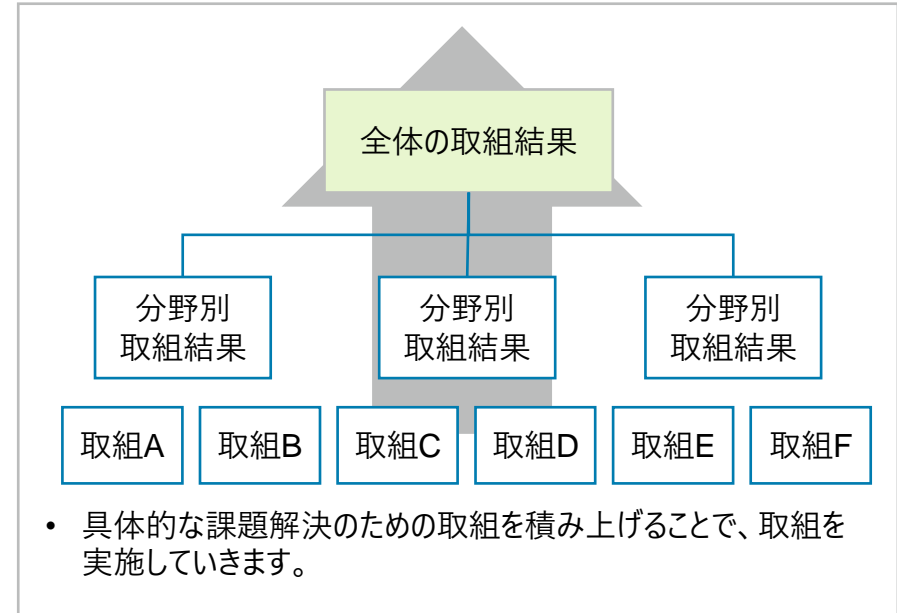 全体の取組結果
分野別
取組結果
分野別
取組結果
分野別
取組結果
取組A
取組B
取組C
取組D
取組E
取組F
• 具体的な課題解決のための取組を積み上げることで、取組を
実施していきます。